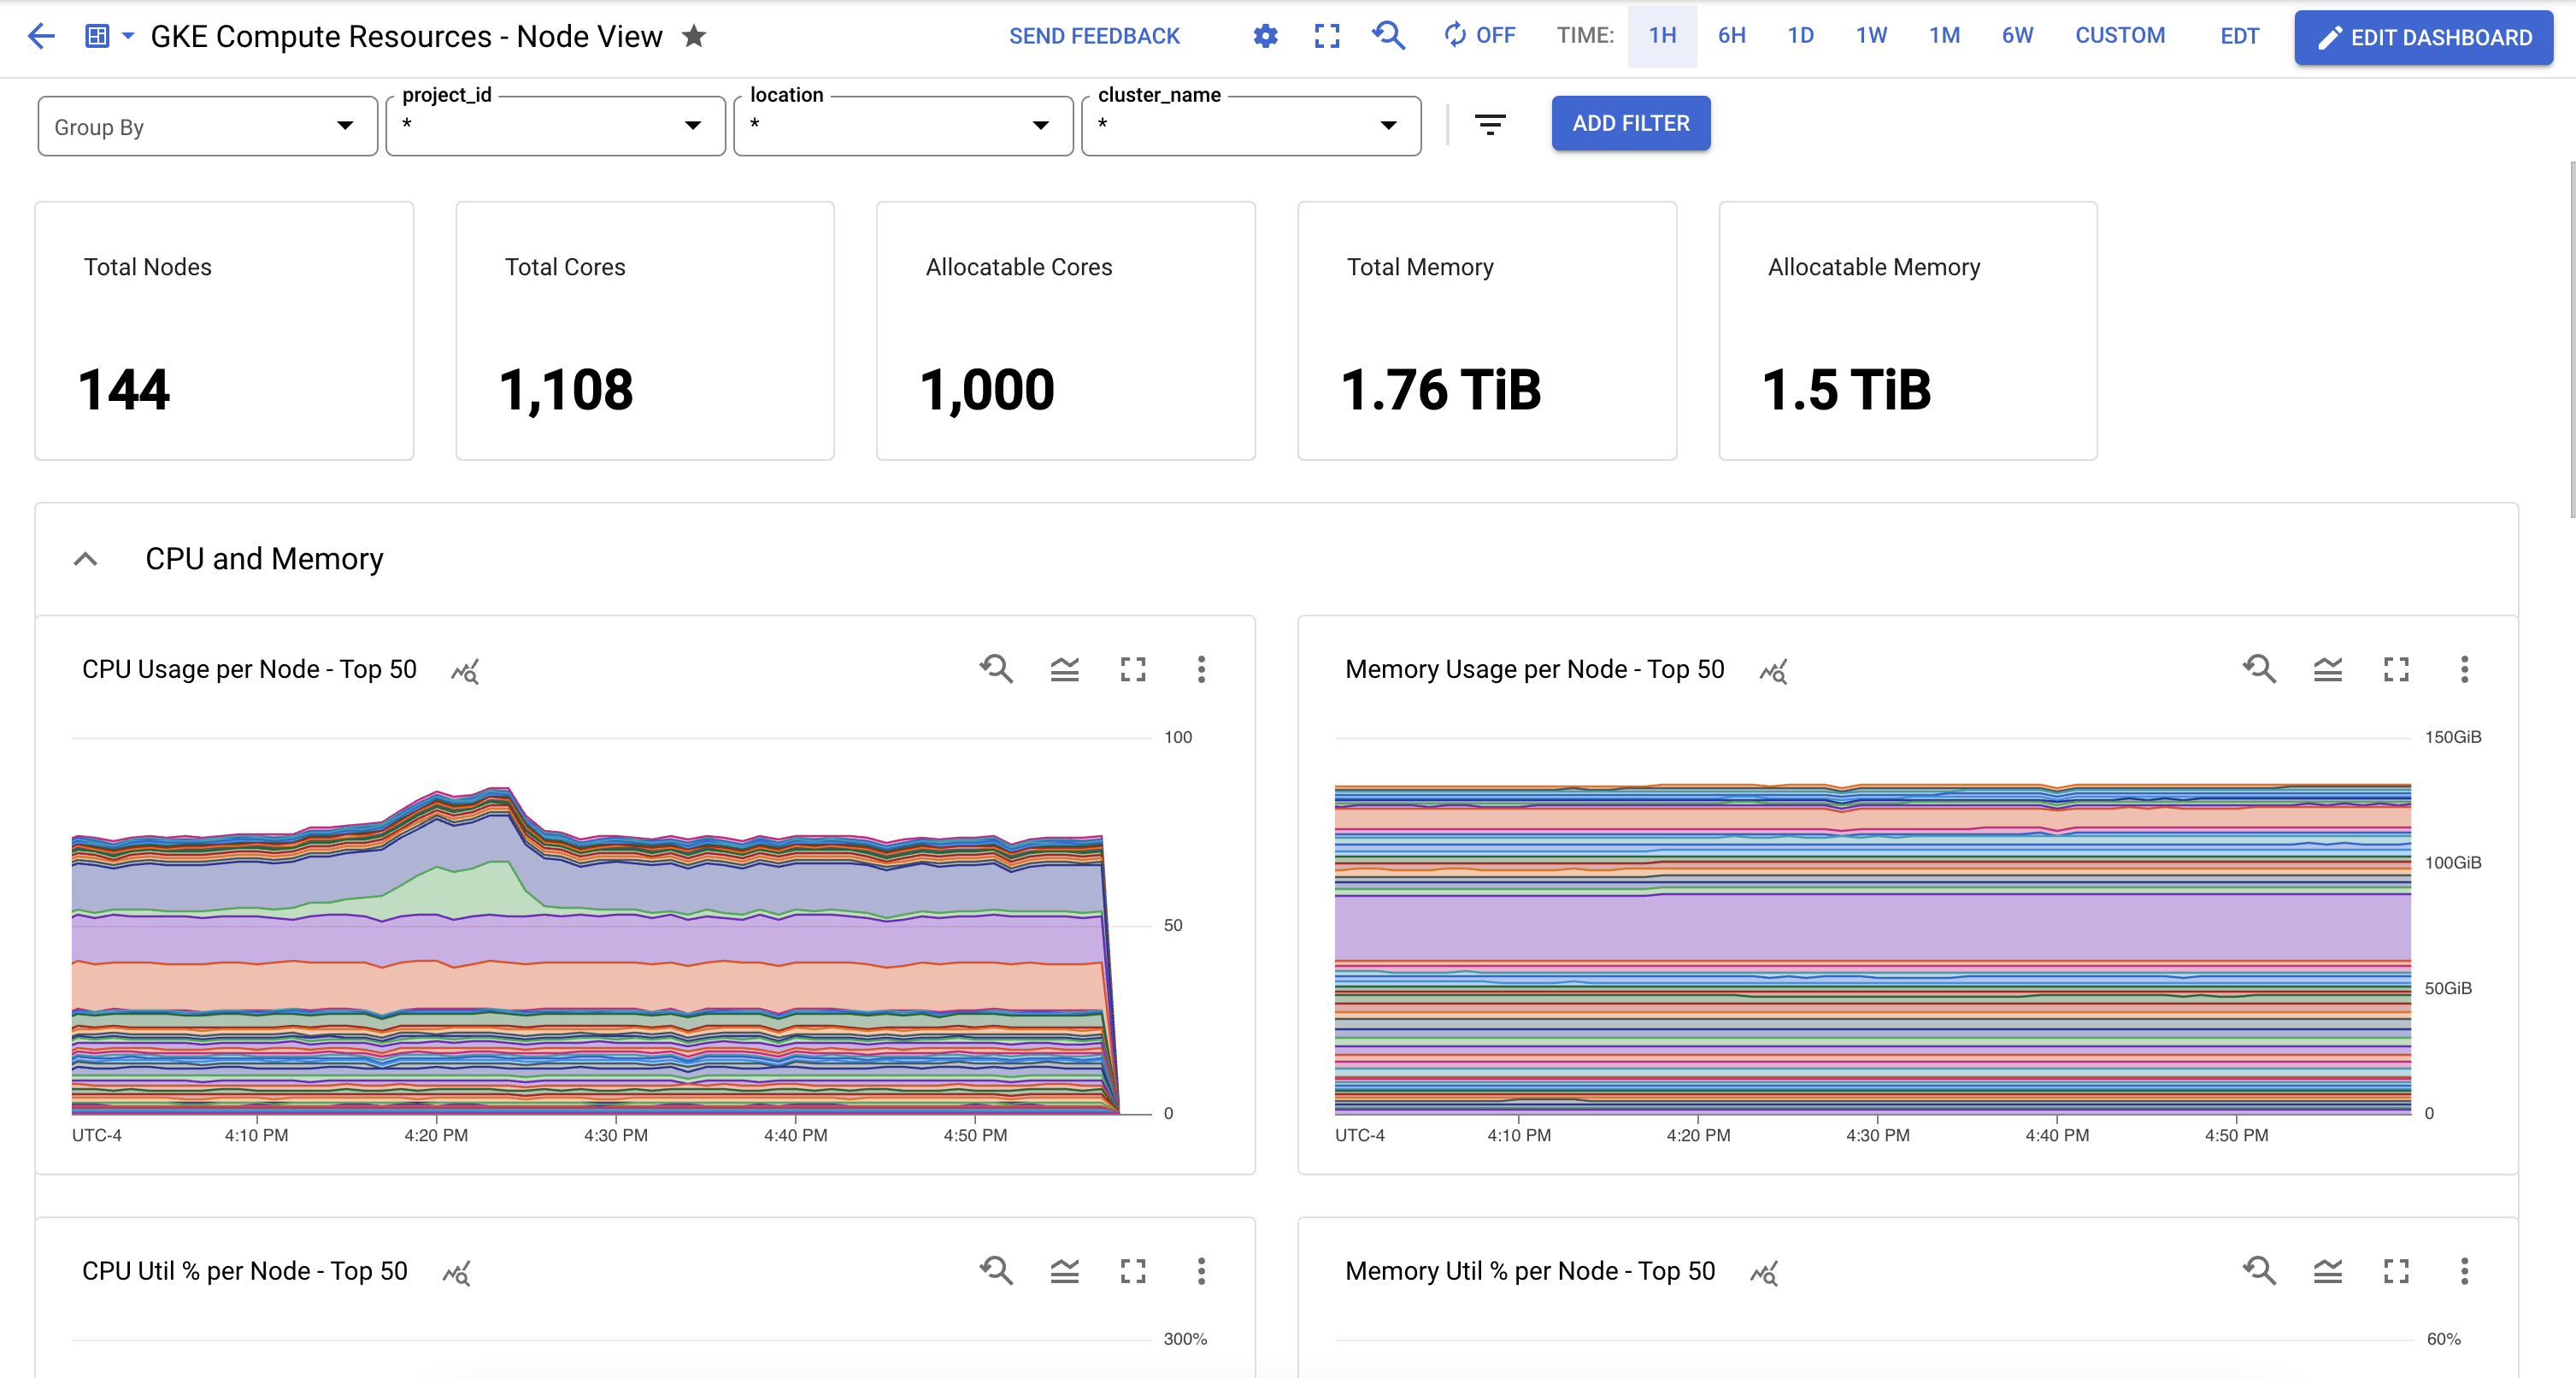 GKE Compute Resources - Node View
SEND FEEDBACK
OFF
TIME:
1H
6H
1D
1W
1M
6W
CUSTOM
EDT
EDIT DASHBOARD
Group By
project_id
*
location
*
cluster_name
*
ADD FILTER
Total Nodes
144
Total Cores
1,108
Allocatable Cores
1,000
Total Memory
1.76 TiB
Allocatable Memory
1.5 TiB
CPU and Memory
CPU Usage per Node - Top 50
100
50
0
UTC-4
4:10 PM
4:20 PM
4:30 PM
4:40 PM
4:50 PM
Memory Usage per Node - Top 50
150GiB
100GiB
50GiB
0
UTC-4
4:10 PM
4:20 PM
4:30 PM
4:40 PM
4:50 PM
CPU Util % per Node - Top 50
300%
Memory Util % per Node - Top 50
60%